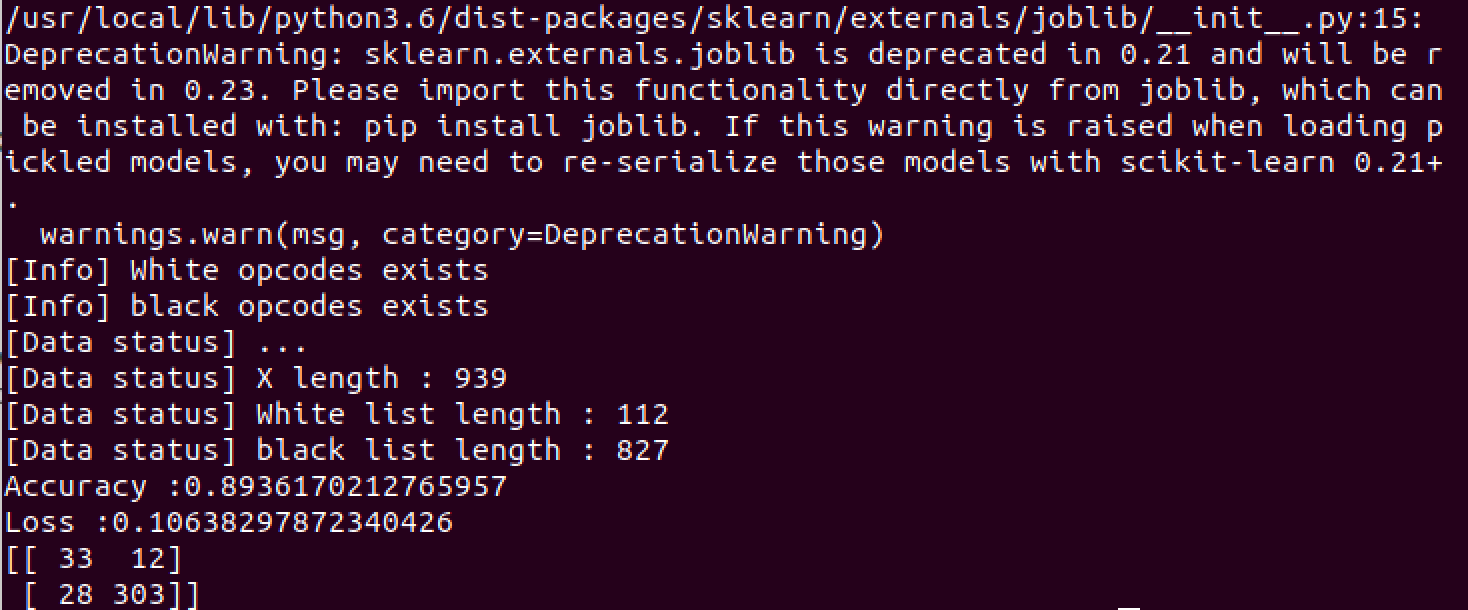 /usr/local/lib/python3.6/dist-packages/sklearn/externals/joblib/__init__.py:15:
DeprecationWarning: sklearn.externals.joblib is deprecated in 0.21 and will be r
emoved in 0.23. Please import this functionality directly from joblib, which can
 be installed with: pip install joblib. If this warning is raised when loading p
ickled models, you may need to re-serialize those models with scikit-learn 0.21+
.
  warnings.warn(msg, category=DeprecationWarning)
[Info] White opcodes exists
[Info] black opcodes exists
[Data status] ...
[Data status] X length : 939
[Data status] White list length : 112
[Data status] black list length : 827
Accuracy :0.8936170212765957
Loss :0.10638297872340426
[[ 33  12]
 [ 28 303]]